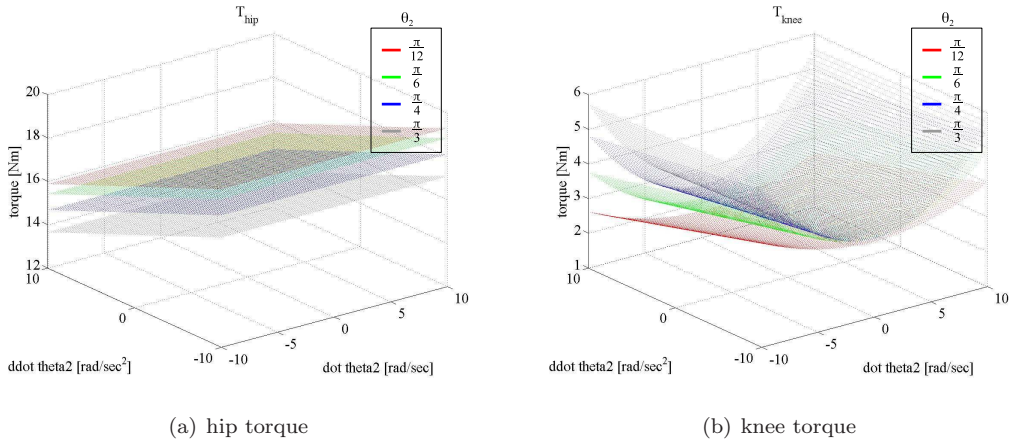 T_hip
θ_2
π/12
π/6
π/4
π/3
20
18
16
14
12
torque [Nm]
10
0
-10
ddot theta2 [rad/sec^2]
-10
-5
0
5
10
dot theta2 [rad/sec]
(a) hip torque
T_knee
θ_2
π/12
π/6
π/4
π/3
6
5
4
3
2
1
torque [Nm]
10
0
-10
ddot theta2 [rad/sec^2]
-10
-5
0
5
10
dot theta2 [rad/sec]
(b) knee torque